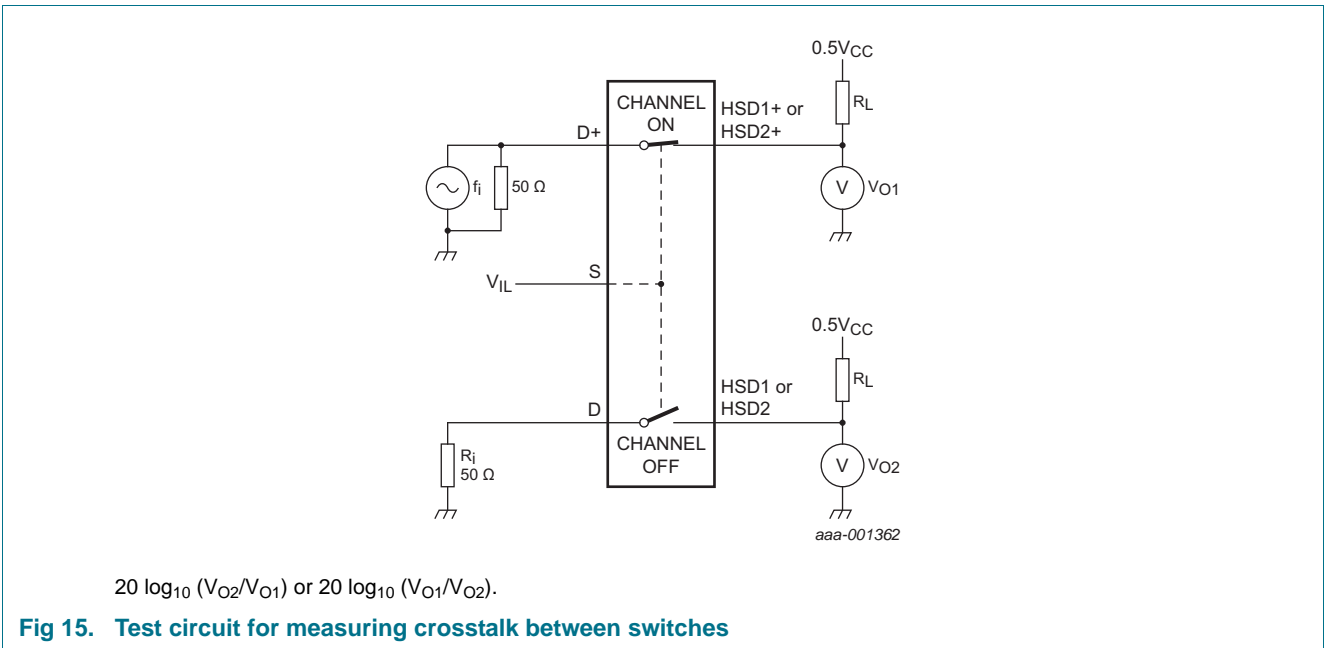 0.5VCC
RL
CHANNEL
ON
HSD1+ or
HSD2+
D+
fi
50 Ω
V
VO1
S
VIL
0.5VCC
RL
HSD1 or
HSD2
D
CHANNEL
OFF
Ri
50 Ω
V
VO2
aaa-001362
20 log10 (VO2/VO1) or 20 log10 (VO1/VO2).
Fig 15. Test circuit for measuring crosstalk between switches